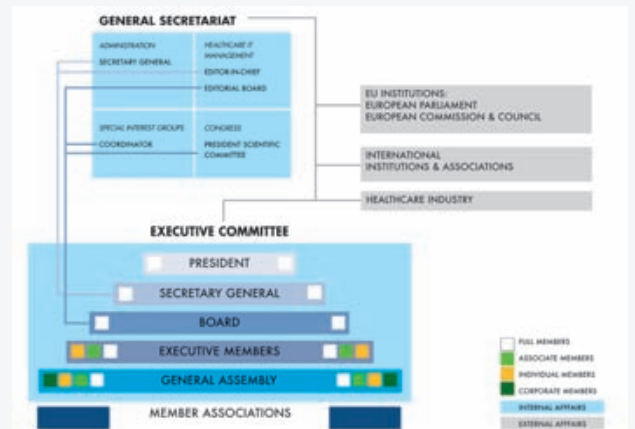 GENERAL SECRETARIAT
ADMINISTRATION
SECRETARY GENERAL
HEALTHCARE IT
MANAGEMENT
EDITOR-IN-CHIEF
EDITORIAL BOARD
SPECIAL INTEREST GROUPS
COORDINATOR
CONGRESS
PRESIDENT SCIENTIFIC
COMMITTEE
EU INSTITUTIONS:
EUROPEAN PARLIAMENT
EUROPEAN COMMISSION & COUNCIL
INTERNATIONAL
INSTITUTIONS & ASSOCIATIONS
HEALTHCARE INDUSTRY
EXECUTIVE COMMITTEE
PRESIDENT
SECRETARY GENERAL
BOARD
EXECUTIVE MEMBERS
GENERAL ASSEMBLY
MEMBER ASSOCIATIONS
FULL MEMBERS
ASSOCIATE MEMBERS
INDIVIDUAL MEMBERS
CORPORATE MEMBERS
INTERNAL AFFFAIRS
EXTERNAL AFFFAIRS